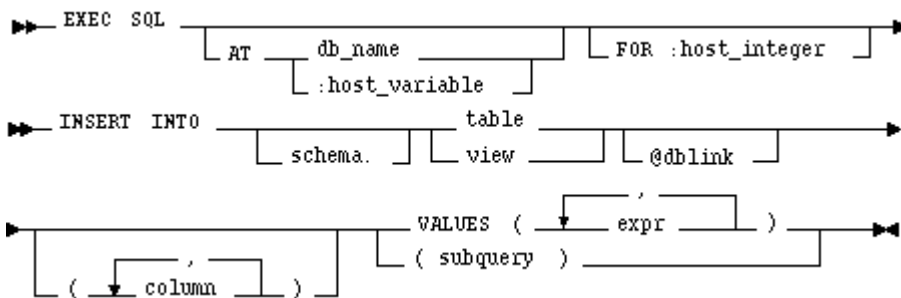 EXEC SQL
AT db_name FOR :host_integer
:host_variable
INSERT INTO table
schema. view @dblink
,
VALUES ( expr )
( subquery )
,
( column )